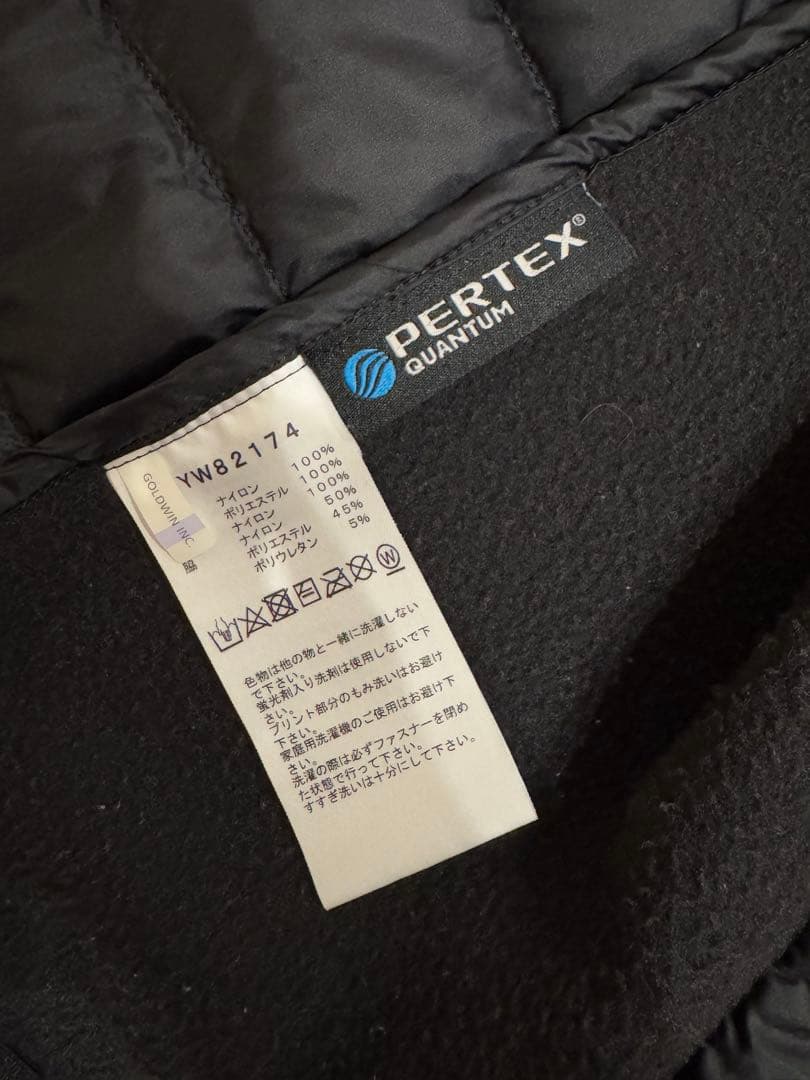 PERTEX®
QUANTUM
YW82174
GOLDWIN INC.
ナイロン 100%
ポリエステル 100%
ナイロン 100%
ナイロン 50%
ポリエステル 45%
ポリウレタン 5%
W
色物は他の物と一緒に洗濯しない
で下さい。
蛍光剤入り洗剤は使用しないで下
さい。
プリント部分のもみ洗いはお避け
下さい。
家庭用洗濯機のご使用はお避け下
さい。
洗濯の際は必ずファスナーを閉め
た状態で行って下さい。
すすぎ洗いは十分にして下さい。